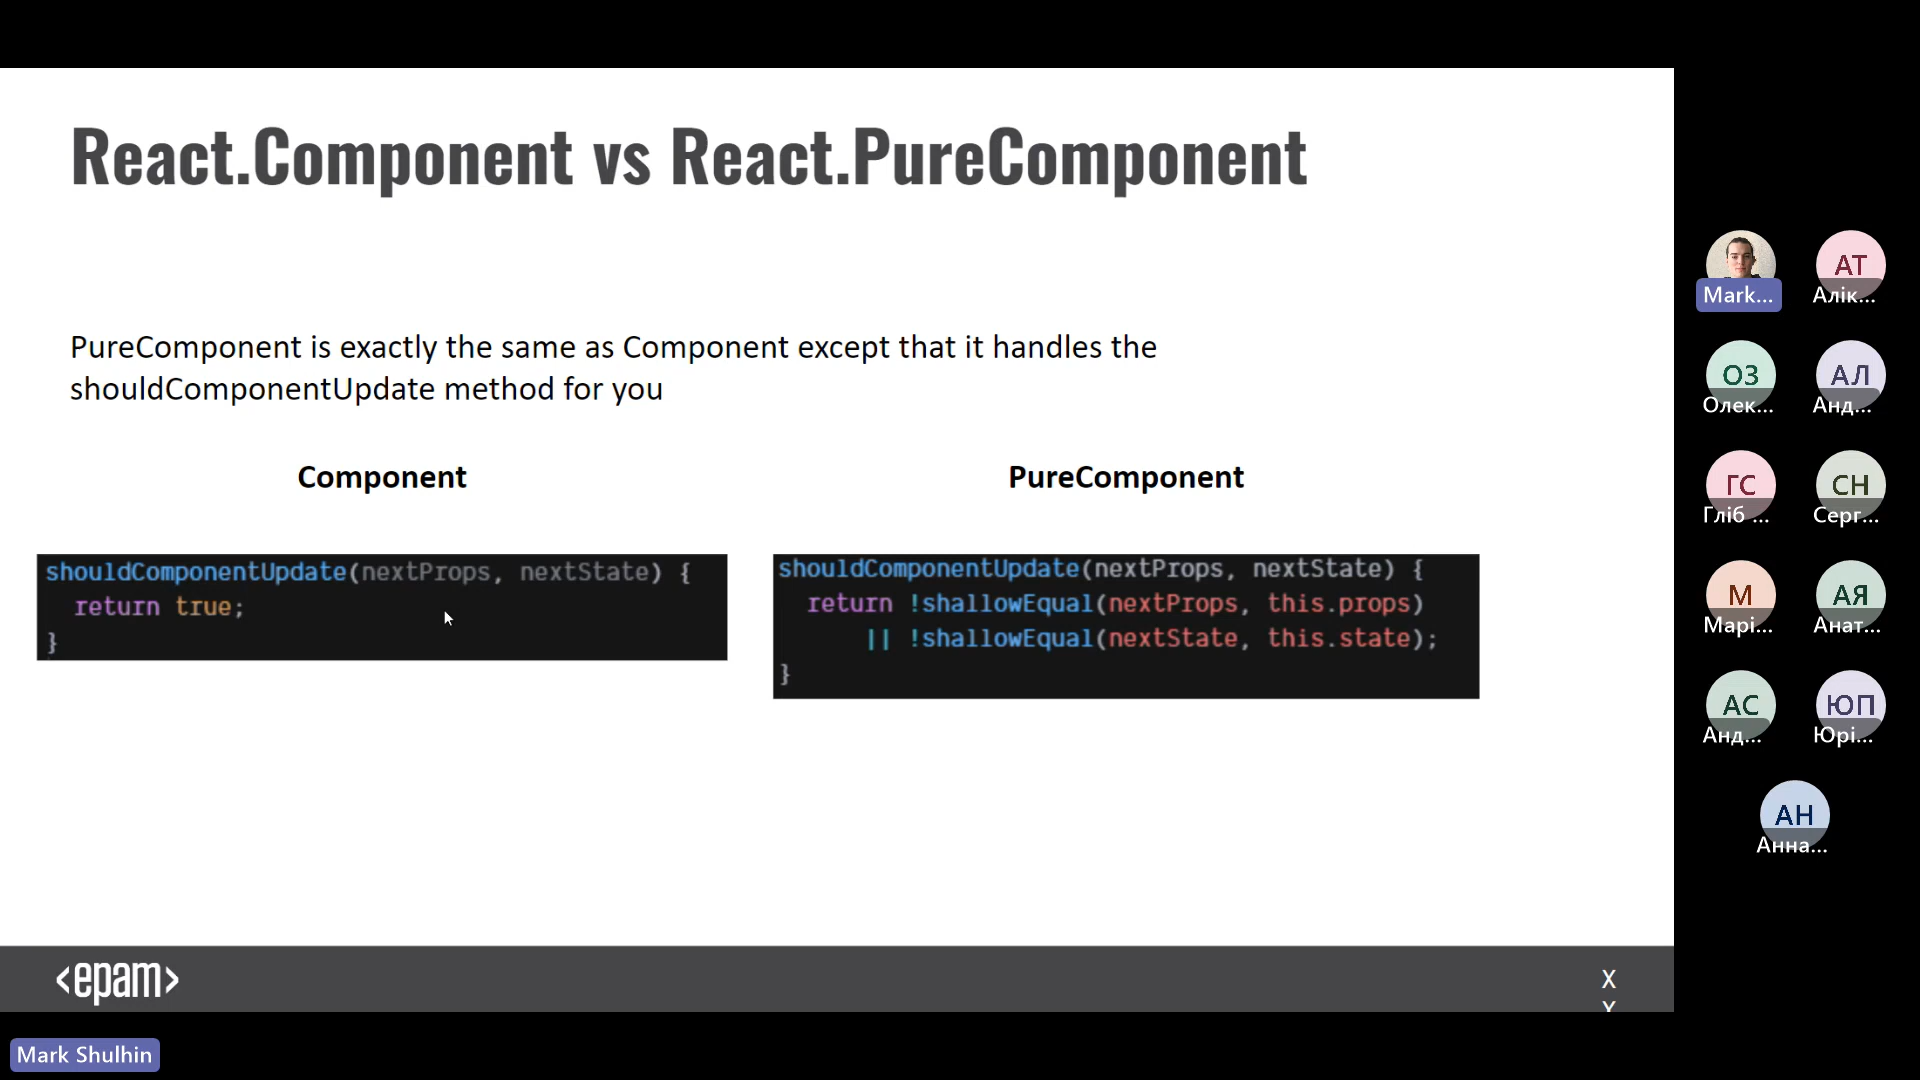 React.Component vs React.PureComponent
PureComponent is exactly the same as Component except that it handles the
shouldComponentUpdate method for you
Component
PureComponent
shouldComponentUpdate(nextProps, nextState) {
return true;
}
shouldComponentUpdate(nextProps, nextState) {
return !shallowEqual(nextProps, this.props)
|| !shallowEqual(nextState, this.state);
}
<epam>
X
Y
Mark Shulhin
Mark...
АТ
Алік...
ОЗ
Олек...
АЛ
Анд...
ГС
Гліб ...
СН
Серг...
М
Марі...
АЯ
Анат...
АС
Анд...
ЮП
Юрі...
АН
Анна...